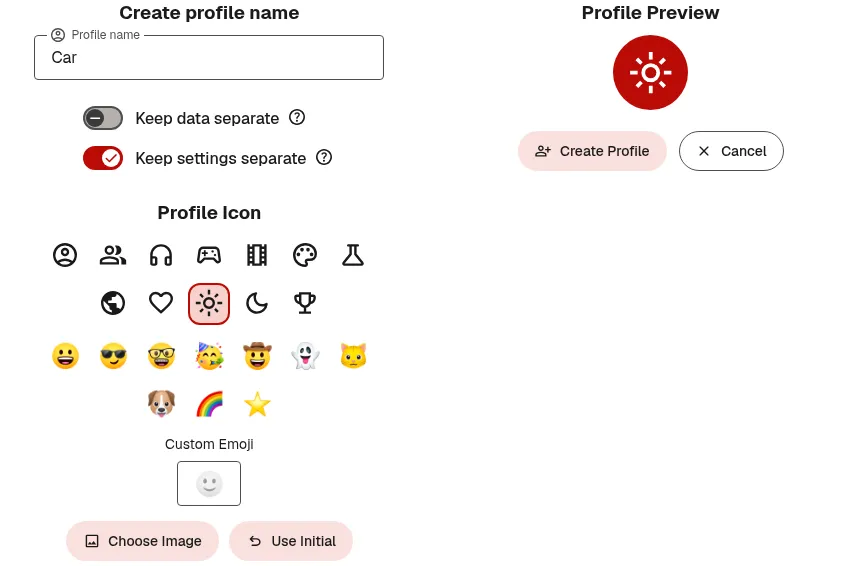 Create profile name
Profile name
Car
Keep data separate
Keep settings separate
Profile Icon
Custom Emoji
Choose Image
Use Initial
Profile Preview
Create Profile
Cancel